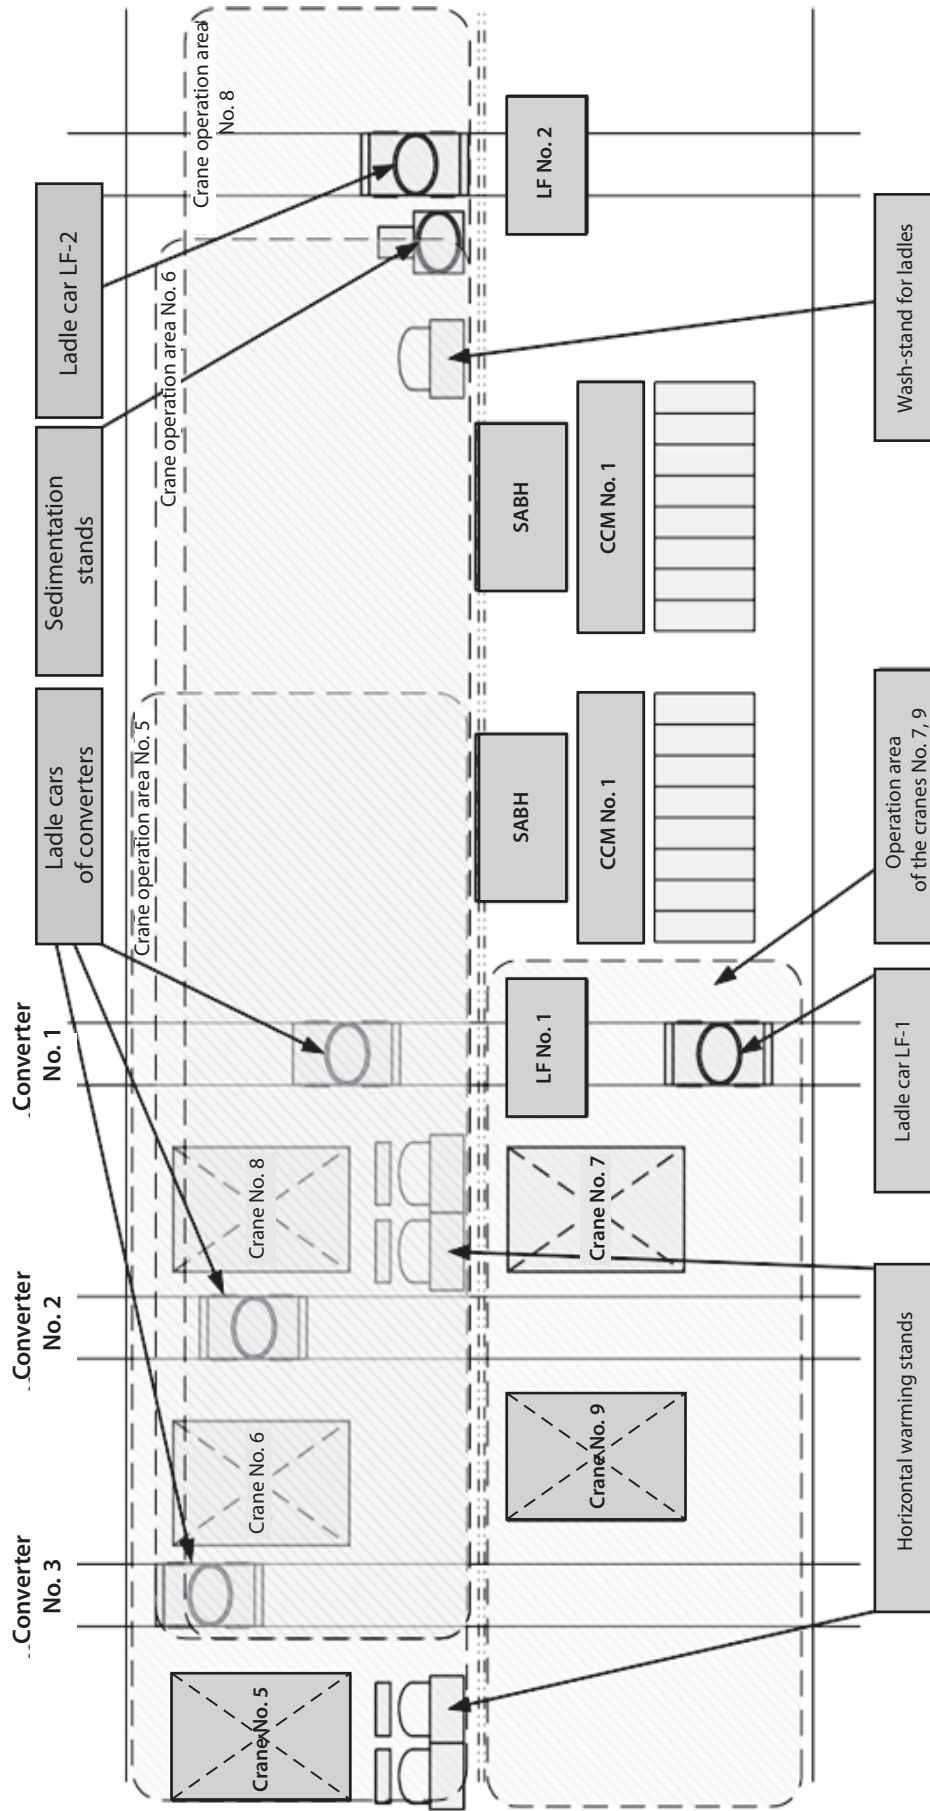 Converter
No. 3
Converter
No. 2
Converter
No. 1
Ladle cars
of converters
Sedimentation
stands
Ladle car LF-2
Crane operation area No. 5
Crane operation area No. 6
Crane operation area
No. 8
Crane No. 5
Crane No. 6
Crane No. 8
Crane No. 9
Crane No. 7
LF No. 1
SABH
SABH
LF No. 2
CCM No. 1
CCM No. 1
Horizontal warming stands
Ladle car LF-1
Operation area
of the cranes No. 7, 9
Wash-stand for ladles